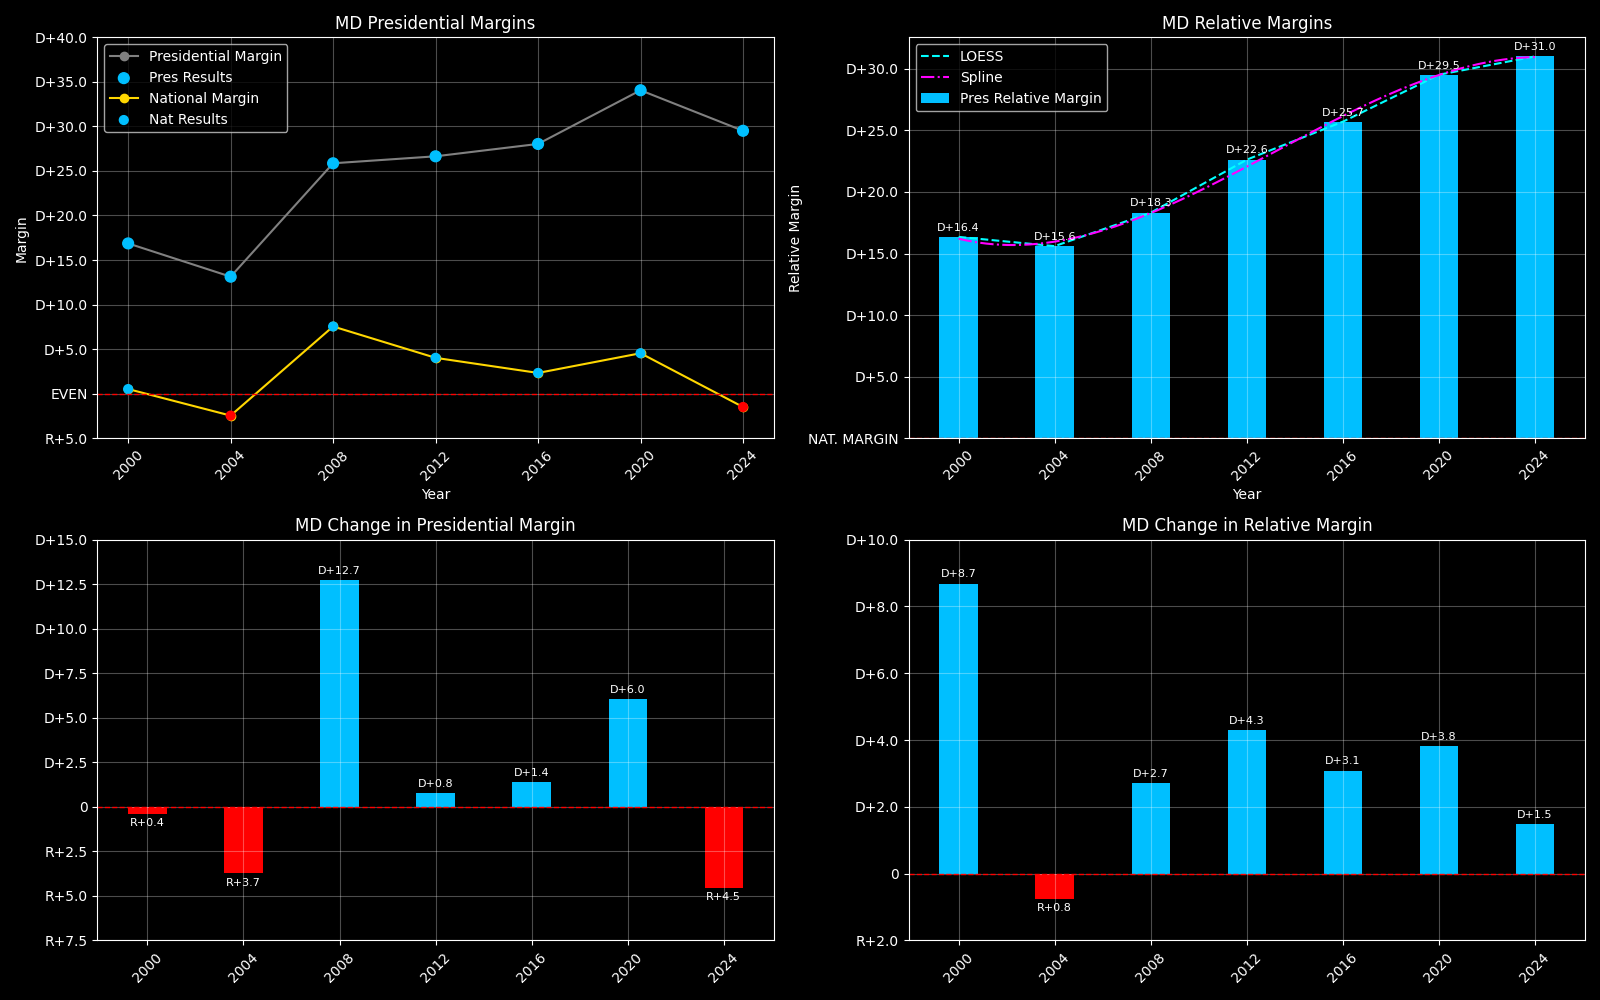 MD Presidential Margins
Presidential Margin
Pres Results
National Margin
Nat Results
D+40.0
D+35.0
D+30.0
D+25.0
D+20.0
D+15.0
D+10.0
D+5.0
EVEN
R+5.0
Margin
2000
2004
2008
2012
2016
2020
2024
Year
MD Relative Margins
LOESS
Spline
Pres Relative Margin
D+30.0
D+25.0
D+20.0
D+15.0
D+10.0
D+5.0
NAT. MARGIN
Relative Margin
D+16.4
D+15.6
D+18.3
D+22.6
D+25.7
D+29.5
D+31.0
2000
2004
2008
2012
2016
2020
2024
Year
MD Change in Presidential Margin
D+15.0
D+12.5
D+10.0
D+7.5
D+5.0
D+2.5
0
R+2.5
R+5.0
R+7.5
R+0.4
R+3.7
D+12.7
D+0.8
D+1.4
D+6.0
R+4.5
2000
2004
2008
2012
2016
2020
2024
MD Change in Relative Margin
D+10.0
D+8.0
D+6.0
D+4.0
D+2.0
0
R+2.0
D+8.7
R+0.8
D+2.7
D+4.3
D+3.1
D+3.8
D+1.5
2000
2004
2008
2012
2016
2020
2024